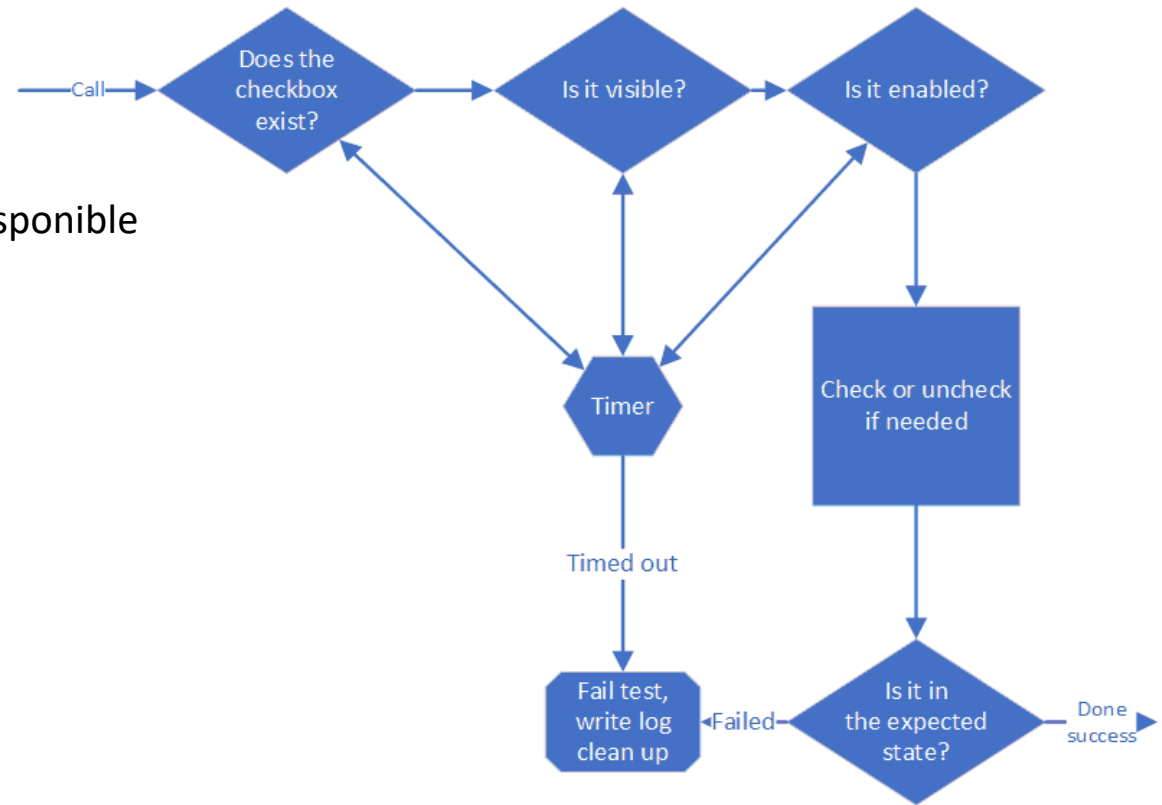 Call
Does the
checkbox
exist?
Is it visible?
Is it enabled?
sponible
Timer
Check or uncheck
if needed
Timed out
Fail test,
write log
clean up
Failed
Is it in
the expected
state?
Done
success